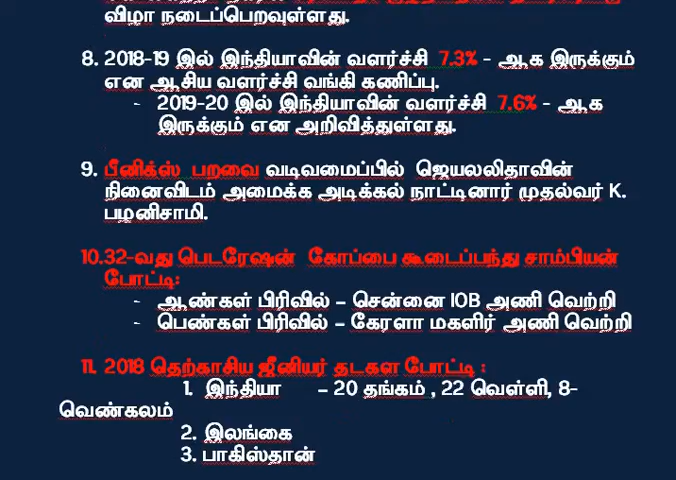 விழா நடைப்பெறவுள்ளது.
8. 2018-19 இல் இந்தியாவின் வளர்ச்சி 7.3% - ஆக இருக்கும்
என ஆசிய வளர்ச்சி வங்கி கணிப்பு.
- 2019-20 இல் இந்தியாவின் வளர்ச்சி 7.6% - ஆக
இருக்கும் என அறிவித்துள்ளது.
9. பீனிக்ஸ் பறவை வடிவமைப்பில் ஜெயலலிதாவின்
நினைவிடம் அமைக்க அடிக்கல் நாட்டினார் முதல்வர் K.
பழனிசாமி.
10.32-வது பெடரேஷன் கோப்பை கூடைப்பந்து சாம்பியன்
போட்டி:
- ஆண்கள் பிரிவில் – சென்னை IOB அணி வெற்றி
- பெண்கள் பிரிவில் – கேரளா மகளிர் அணி வெற்றி
11. 2018 தெற்காசிய ஜீனியர் தடகள போட்டி :
1. இந்தியா – 20 தங்கம் , 22 வெள்ளி, 8-
வெண்கலம்
2. இலங்கை
3. பாகிஸ்தான்